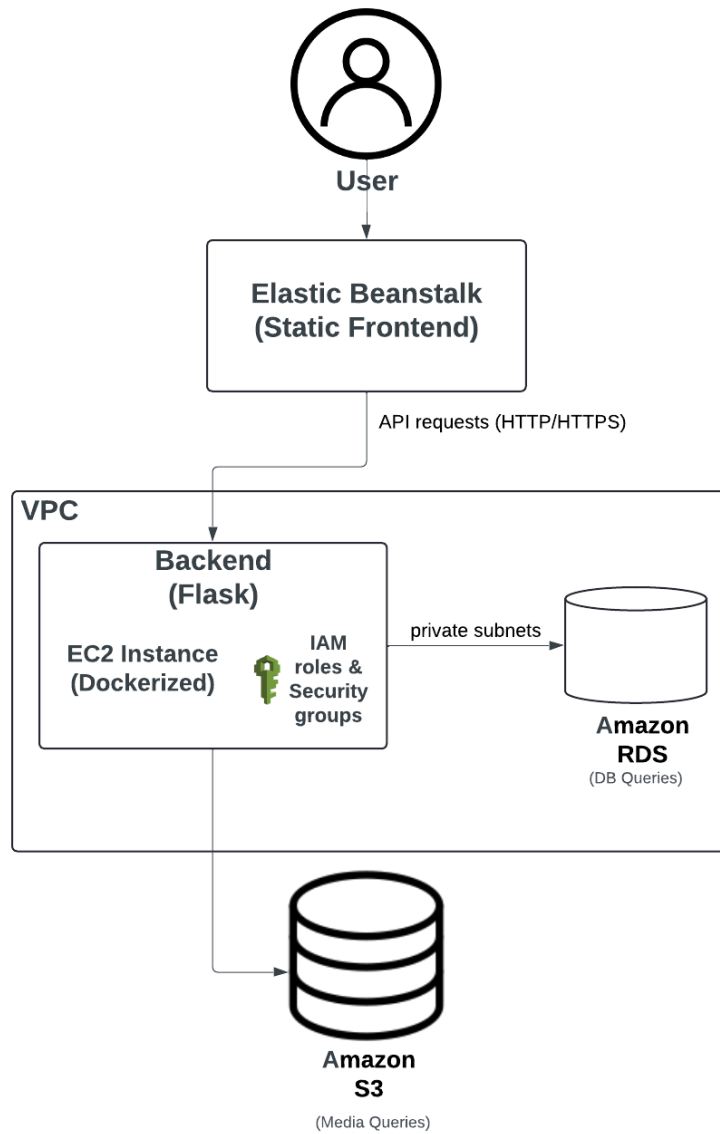 User
Elastic Beanstalk
(Static Frontend)
API requests (HTTP/HTTPS)
VPC
Backend
(Flask)
EC2 Instance
(Dockerized)
IAM
roles &
Security
groups
private subnets
Amazon
RDS
(DB Queries)
Amazon
S3
(Media Queries)